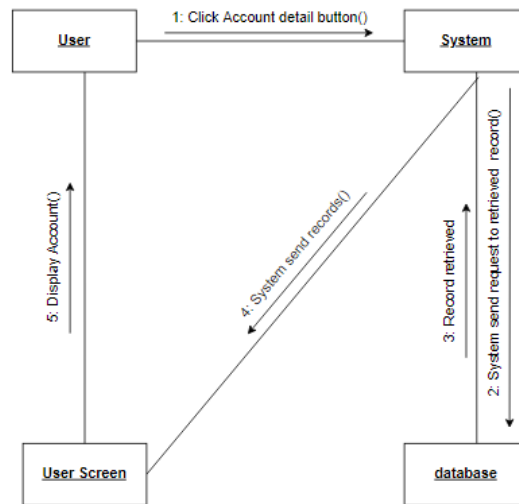 1: Click Account detail button()
User
System
5: Display Account()
4: System send records()
3: Record retrieved
2: System send request to retrieved record()
User Screen
database